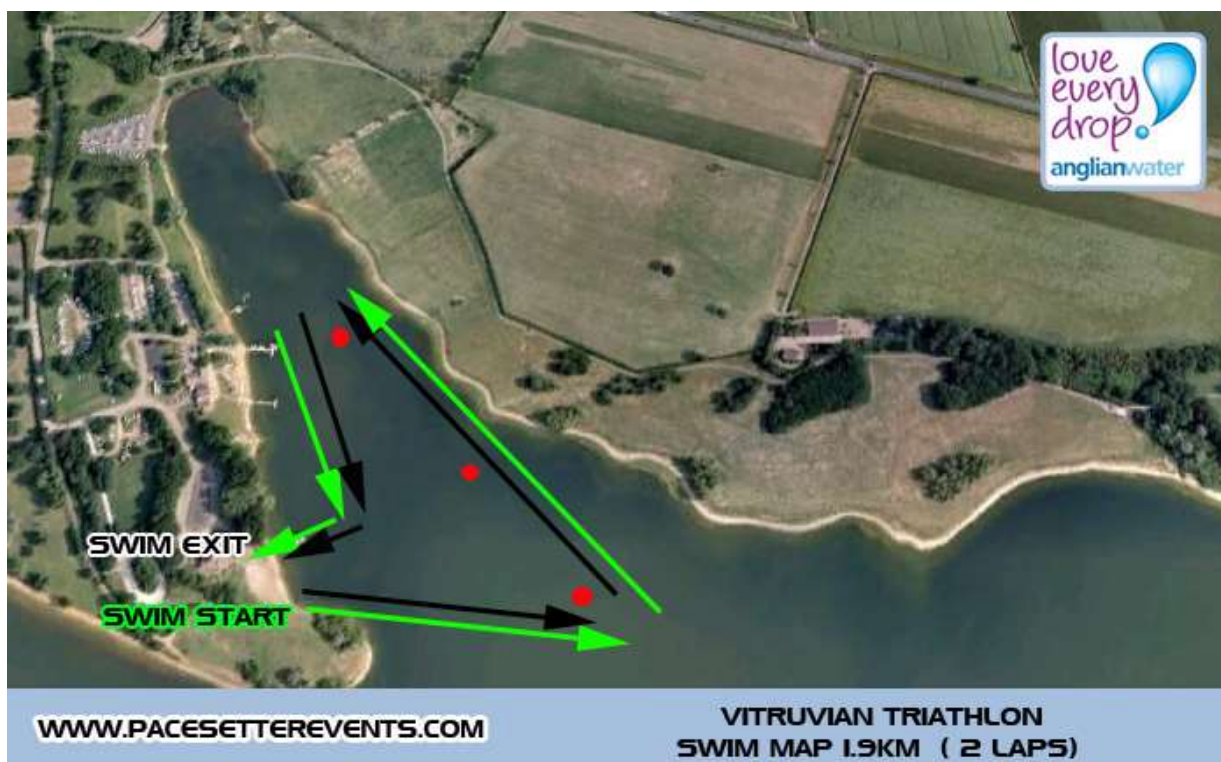 love
every
drop.
anglianwater
SWIM EXIT
SWIM START
WWW.PACESETTEREVENTS.COM
VITRUVIAN TRIATHLON
SWIM MAP 1.9KM ( 2 LAPS)